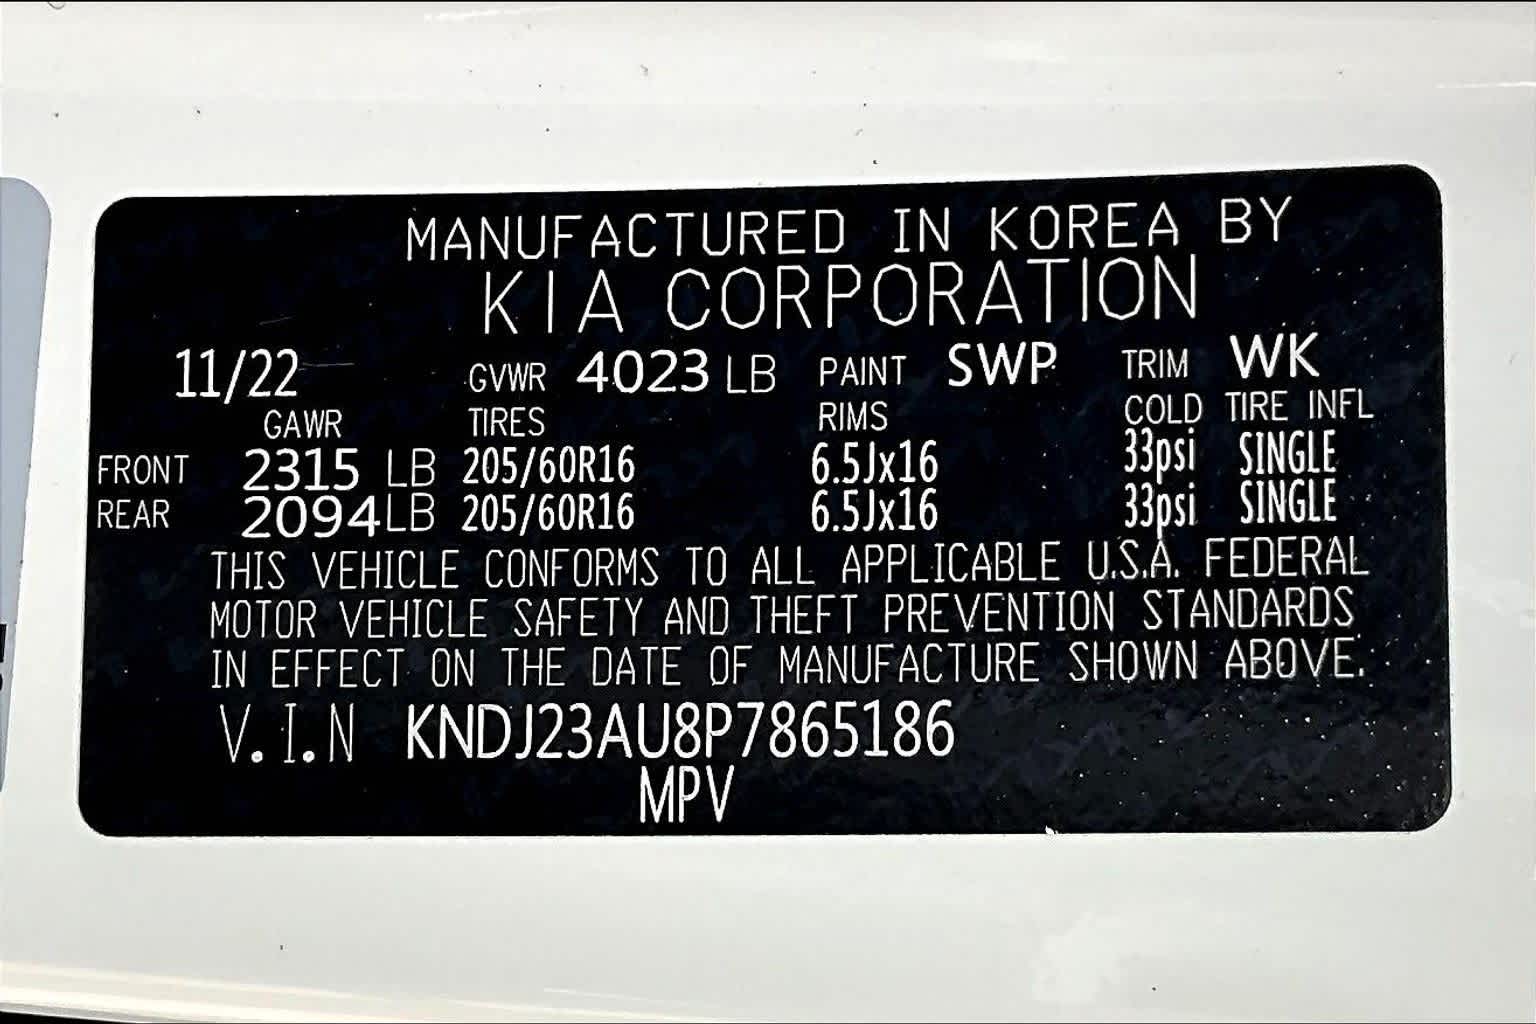 MANUFACTURED IN KOREA BY
KIA CORPORATION
11/22 GVWR 4023 LB PAINT SWP TRIM WK
GAWR TIRES RIMS COLD TIRE INFL
FRONT 2315 LB 205/60R16 6.5Jx16 33psi SINGLE
REAR 2094 LB 205/60R16 6.5Jx16 33psi SINGLE
THIS VEHICLE CONFORMS TO ALL APPLICABLE U.S.A. FEDERAL
MOTOR VEHICLE SAFETY AND THEFT PREVENTION STANDARDS
IN EFFECT ON THE DATE OF MANUFACTURE SHOWN ABOVE.
V.I.N KNDJ23AU8P7865186
MPV